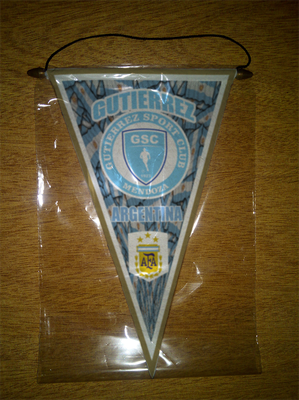 GUTIERREZ
GUTIERREZ SPORT CLUB
GSC
MENDOZA
ARGENTINA
AFA